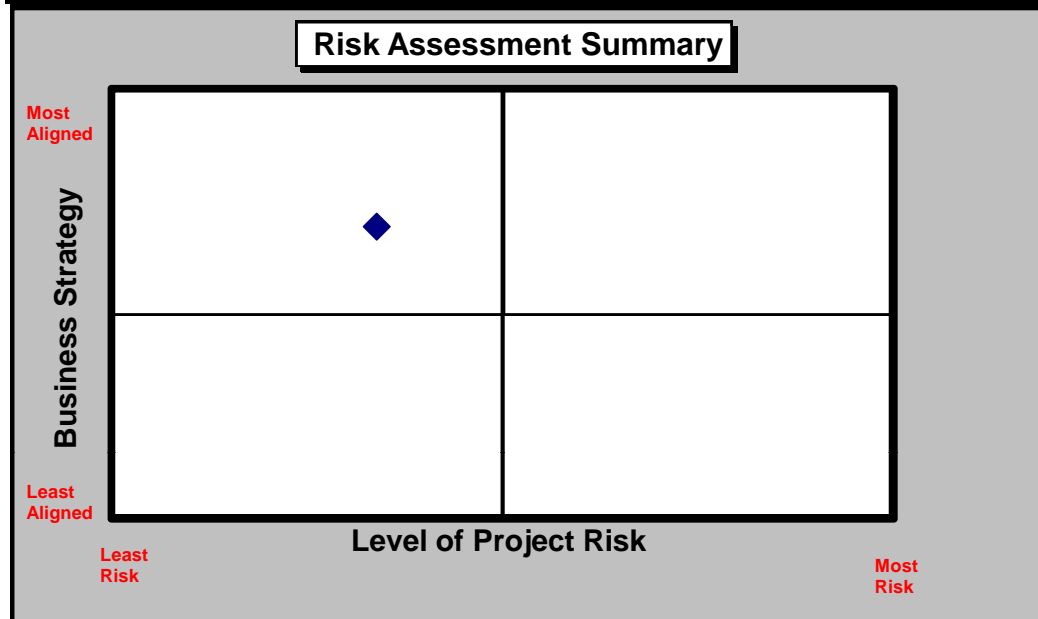 Risk Assessment Summary
Most
Aligned
Business Strategy
Least
Aligned
Level of Project Risk
Least
Risk
Most
Risk